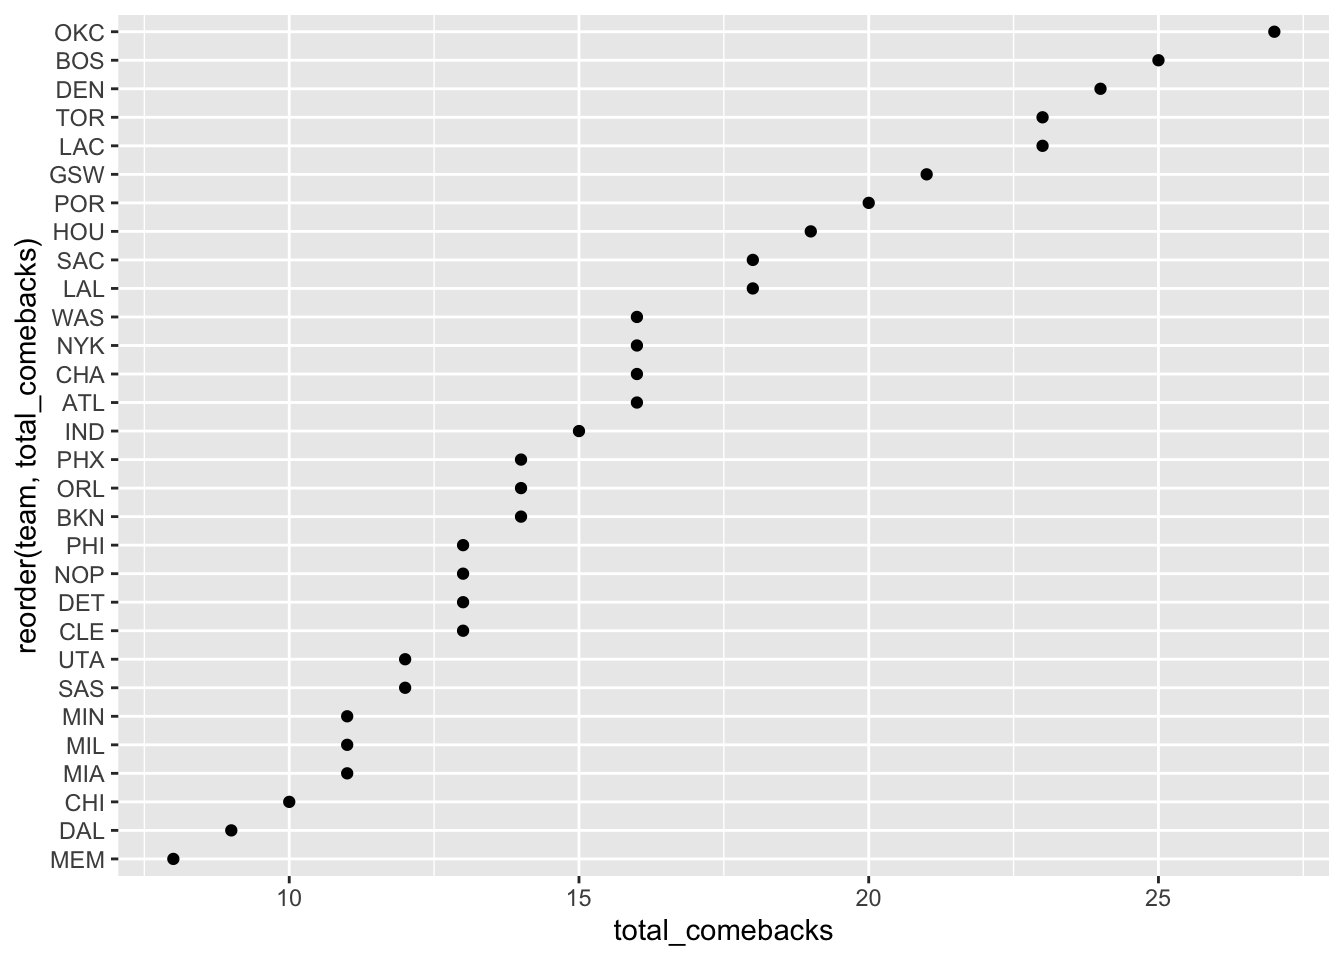 OKC
BOS
DEN
TOR
LAC
GSW
POR
HOU
SAC
LAL
WAS
NYK
CHA
ATL
IND
PHX
ORL
BKN
PHI
NOP
DET
CLE
UTA
SAS
MIN
MIL
MIA
CHI
DAL
MEM
reorder(team, total_comebacks)
10 15 20 25
total_comebacks